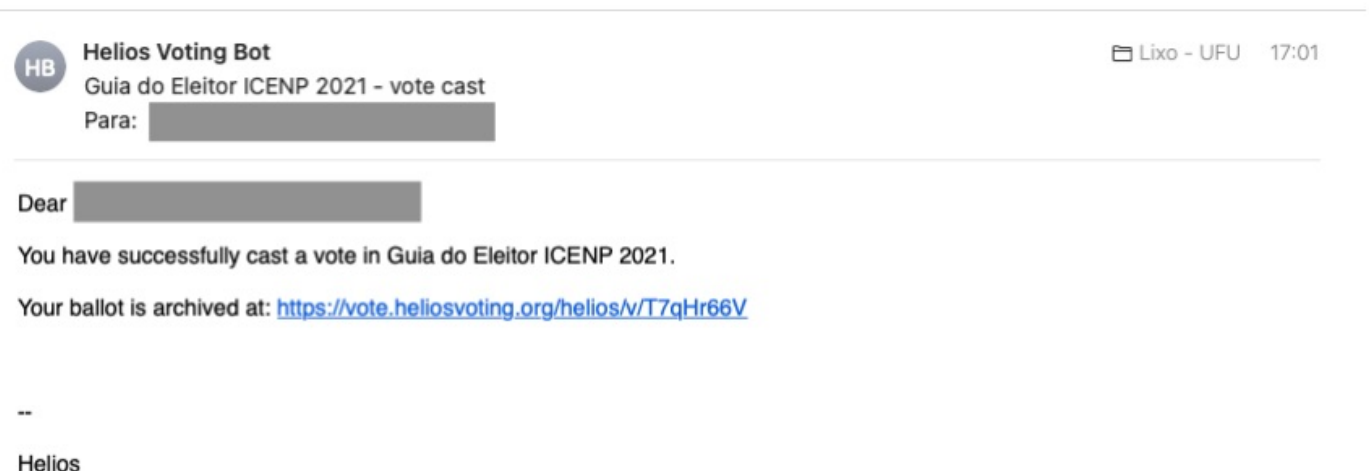 HB
Helios Voting Bot
Lixo - UFU 17:01
Guia do Eleitor ICENP 2021 - vote cast
Para:
Dear
You have successfully cast a vote in Guia do Eleitor ICENP 2021.
Your ballot is archived at: https://vote.heliosvoting.org/helios/v/T7qHr66V
--
Helios